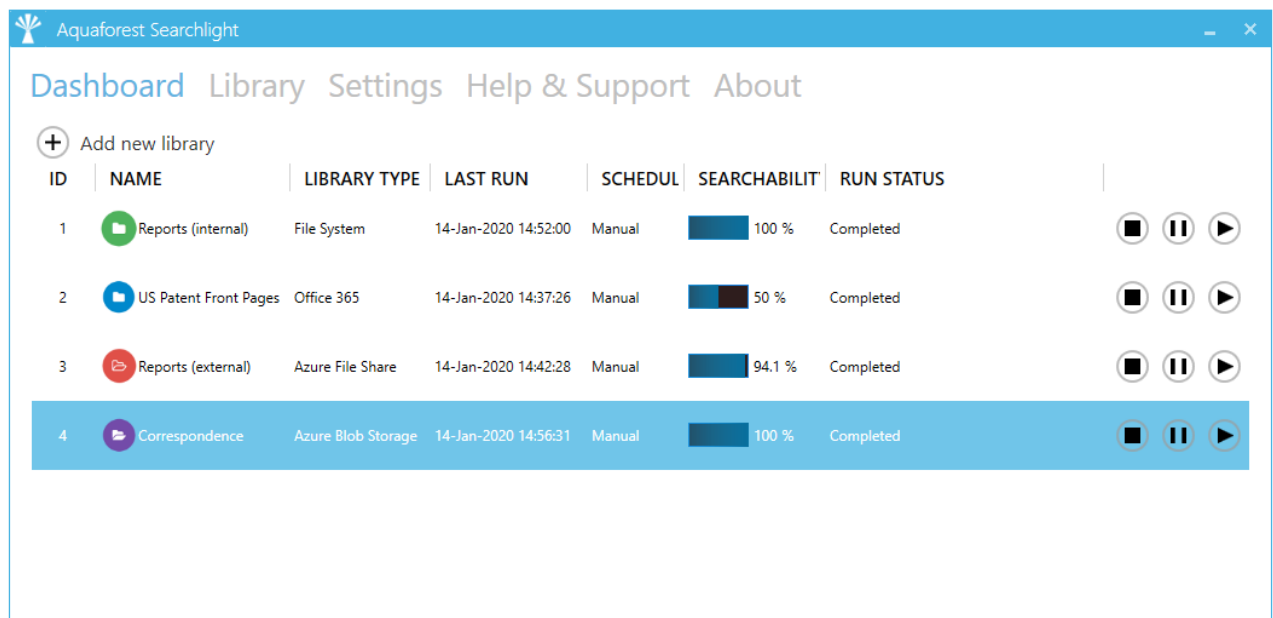 Aquaforest Searchlight
Dashboard Library Settings Help & Support About
Add new library
ID NAME LIBRARY TYPE LAST RUN SCHEDUL SEARCHABILIT RUN STATUS
1 Reports (internal) File System 14-Jan-2020 14:52:00 Manual 100 % Completed
2 US Patent Front Pages Office 365 14-Jan-2020 14:37:26 Manual 50 % Completed
3 Reports (external) Azure File Share 14-Jan-2020 14:42:28 Manual 94.1 % Completed
4 Correspondence Azure Blob Storage 14-Jan-2020 14:56:31 Manual 100 % Completed